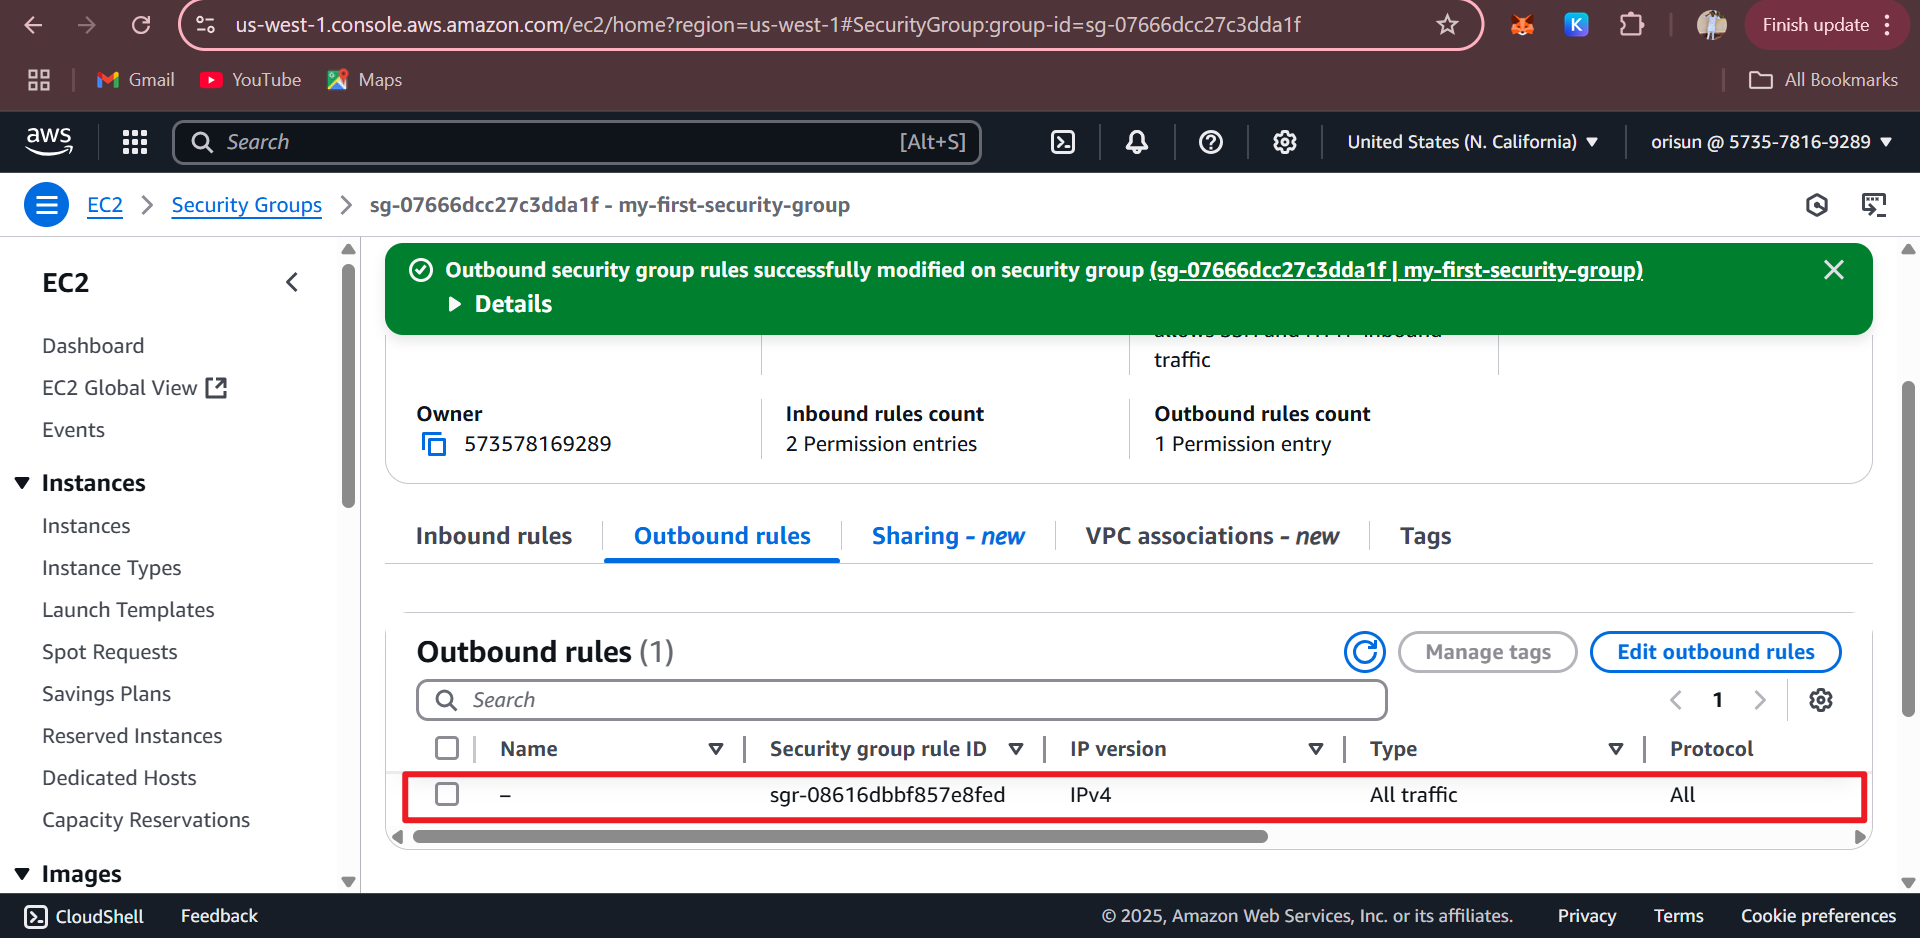 us-west-1.console.aws.amazon.com/ec2/home?region=us-west-1#SecurityGroup:group-id=sg-07666dcc27c3dda1f
K
Finish update
Gmail
YouTube
Maps
All Bookmarks
aws
Search
[Alt+S]
United States (N. California)
orisun @ 5735-7816-9289
EC2
Security Groups
sg-07666dcc27c3dda1f - my-first-security-group
EC2
Dashboard
EC2 Global View
Events
Instances
Instances
Instance Types
Launch Templates
Spot Requests
Savings Plans
Reserved Instances
Dedicated Hosts
Capacity Reservations
Images
Outbound security group rules successfully modified on security group (sg-07666dcc27c3dda1f | my-first-security-group)
Details
traffic
Owner
573578169289
Inbound rules count
2 Permission entries
Outbound rules count
1 Permission entry
Inbound rules
Outbound rules
Sharing - new
VPC associations - new
Tags
Outbound rules (1)
Manage tags
Edit outbound rules
Search
1
Name
Security group rule ID
IP version
Type
Protocol
–
sgr-08616dbbf857e8fed
IPv4
All traffic
All
CloudShell
Feedback
© 2025, Amazon Web Services, Inc. or its affiliates.
Privacy
Terms
Cookie preferences